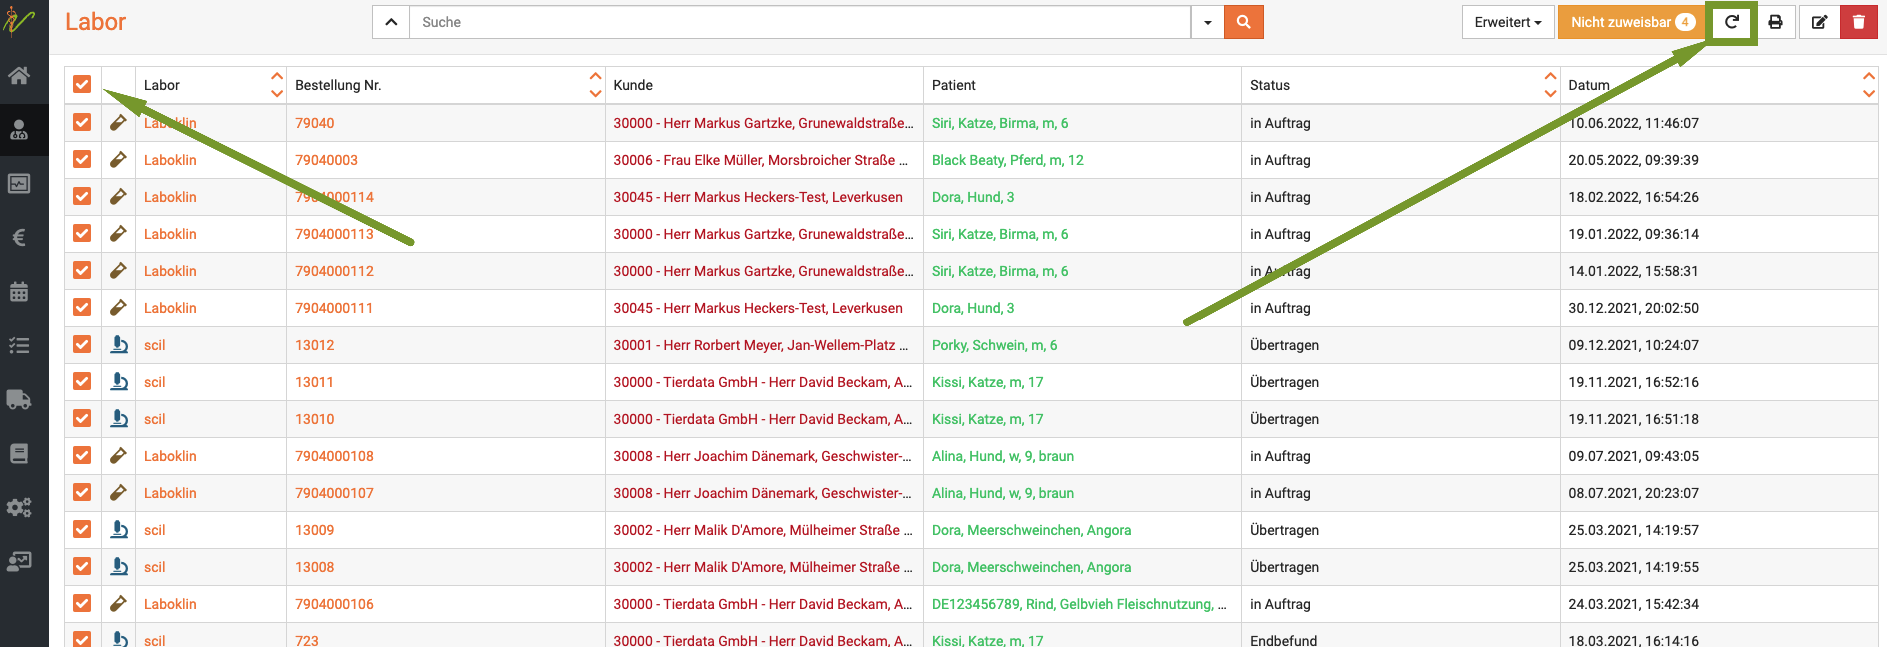 Labor
Suche
Erweitert
Nicht zuweisbar 4
Labor Bestellung Nr. Kunde Patient Status Datum
Laboklin 79040 30000 - Herr Markus Gartzke, Grunewaldstraße... Siri, Katze, Birma, m, 6 in Auftrag 10.06.2022, 11:46:07
Laboklin 79040003 30006 - Frau Elke Müller, Morsbroicher Straße ... Black Beaty, Pferd, m, 12 in Auftrag 20.05.2022, 09:39:39
Laboklin 7904000114 30045 - Herr Markus Heckers-Test, Leverkusen Dora, Hund, 3 in Auftrag 18.02.2022, 16:54:26
Laboklin 7904000113 30000 - Herr Markus Gartzke, Grunewaldstraße... Siri, Katze, Birma, m, 6 in Auftrag 19.01.2022, 09:36:14
Laboklin 7904000112 30000 - Herr Markus Gartzke, Grunewaldstraße... Siri, Katze, Birma, m, 6 in Auftrag 14.01.2022, 15:58:31
Laboklin 7904000111 30045 - Herr Markus Heckers-Test, Leverkusen Dora, Hund, 3 in Auftrag 30.12.2021, 20:02:50
scil 13012 30001 - Herr Rorbert Meyer, Jan-Wellem-Platz ... Porky, Schwein, m, 6 Übertragen 09.12.2021, 10:24:07
scil 13011 30000 - Tierdata GmbH - Herr David Beckam, A... Kissi, Katze, m, 17 Übertragen 19.11.2021, 16:52:16
scil 13010 30000 - Tierdata GmbH - Herr David Beckam, A... Kissi, Katze, m, 17 Übertragen 19.11.2021, 16:51:18
Laboklin 7904000108 30008 - Herr Joachim Dänemark, Geschwister-... Alina, Hund, w, 9, braun in Auftrag 09.07.2021, 09:43:05
Laboklin 7904000107 30008 - Herr Joachim Dänemark, Geschwister-... Alina, Hund, w, 9, braun in Auftrag 08.07.2021, 20:23:07
scil 13009 30002 - Herr Malik D'Amore, Mülheimer Straße ... Dora, Meerschweinchen, Angora Übertragen 25.03.2021, 14:19:57
scil 13008 30002 - Herr Malik D'Amore, Mülheimer Straße ... Dora, Meerschweinchen, Angora Übertragen 25.03.2021, 14:19:55
Laboklin 7904000106 30000 - Tierdata GmbH - Herr David Beckam, A... DE123456789, Rind, Gelbvieh Fleischnutzung, ... in Auftrag 24.03.2021, 15:42:34
scil 723 30000 - Tierdata GmbH - Herr David Beckam, A... Kissi, Katze, m, 17 Endbefund 18.03.2021, 16:14:16